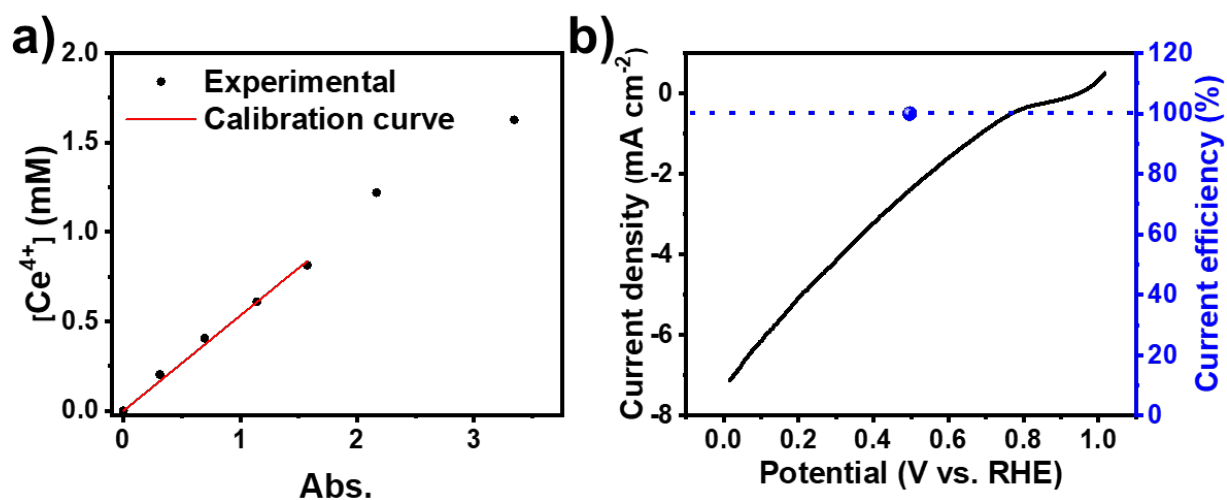 a)
2.0
1.5
1.0
0.5
0.0
[Ce⁴⁺] (mM)
Experimental
Calibration curve
0 1 2 3
Abs.
b)
0
-2
-4
-6
-8
Current density (mA cm⁻²)
120
100
80
60
40
20
0
Current efficiency (%)
0.0 0.2 0.4 0.6 0.8 1.0
Potential (V vs. RHE)